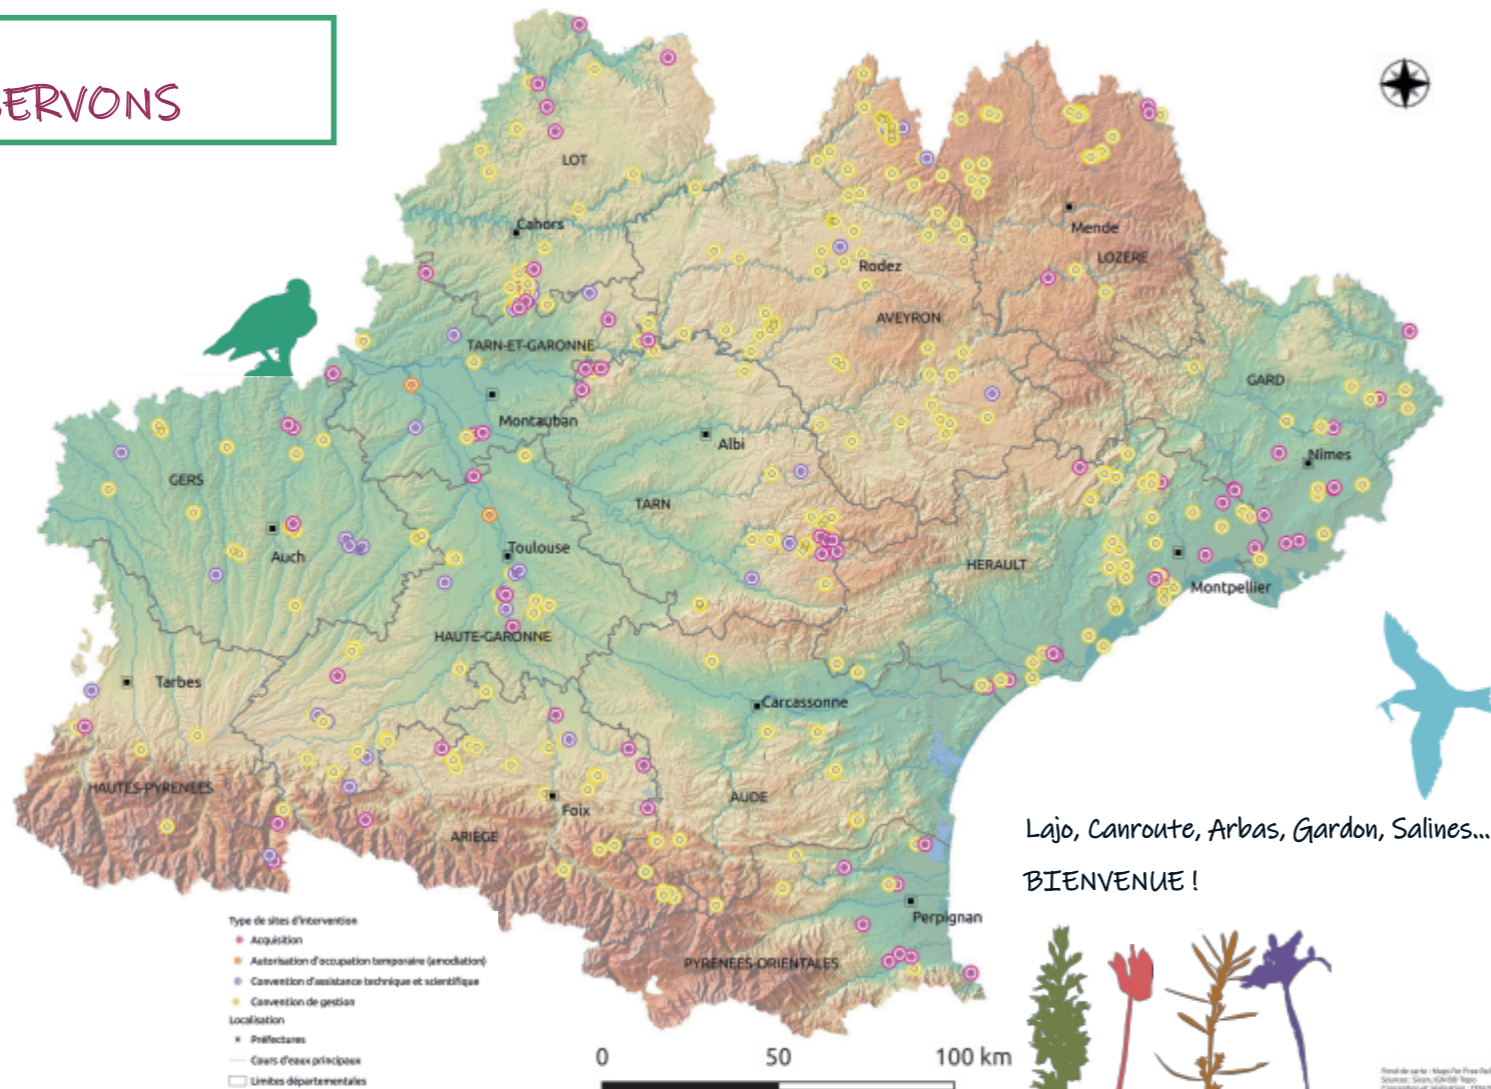 ERVONS
LOT
Cahors
Mende
LOZERE
Rodez
AVEYRON
TARN-ET-GARONNE
GARD
Montauban
Albi
Nîmes
GERS
TARN
Auch
Toulouse
HERAULT
Montpellier
HAUTE-GARONNE
Tarbes
Carcassonne
HAUTES-PYRENEES
AUDE
Foix
ARIEGE
Lajo, Canroute, Arbas, Gardon, Salines...
BIENVENUE !
Perpignan
PYRENEES-ORIENTALES
Type de sites d'intervention
Acquisition
Autorisation d'occupation temporaire (amodiation)
Convention d'assistance technique et scientifique
Convention de gestion
Localisation
Préfectures
Cours d'eaux principaux
Limites départementales
0 50 100 km